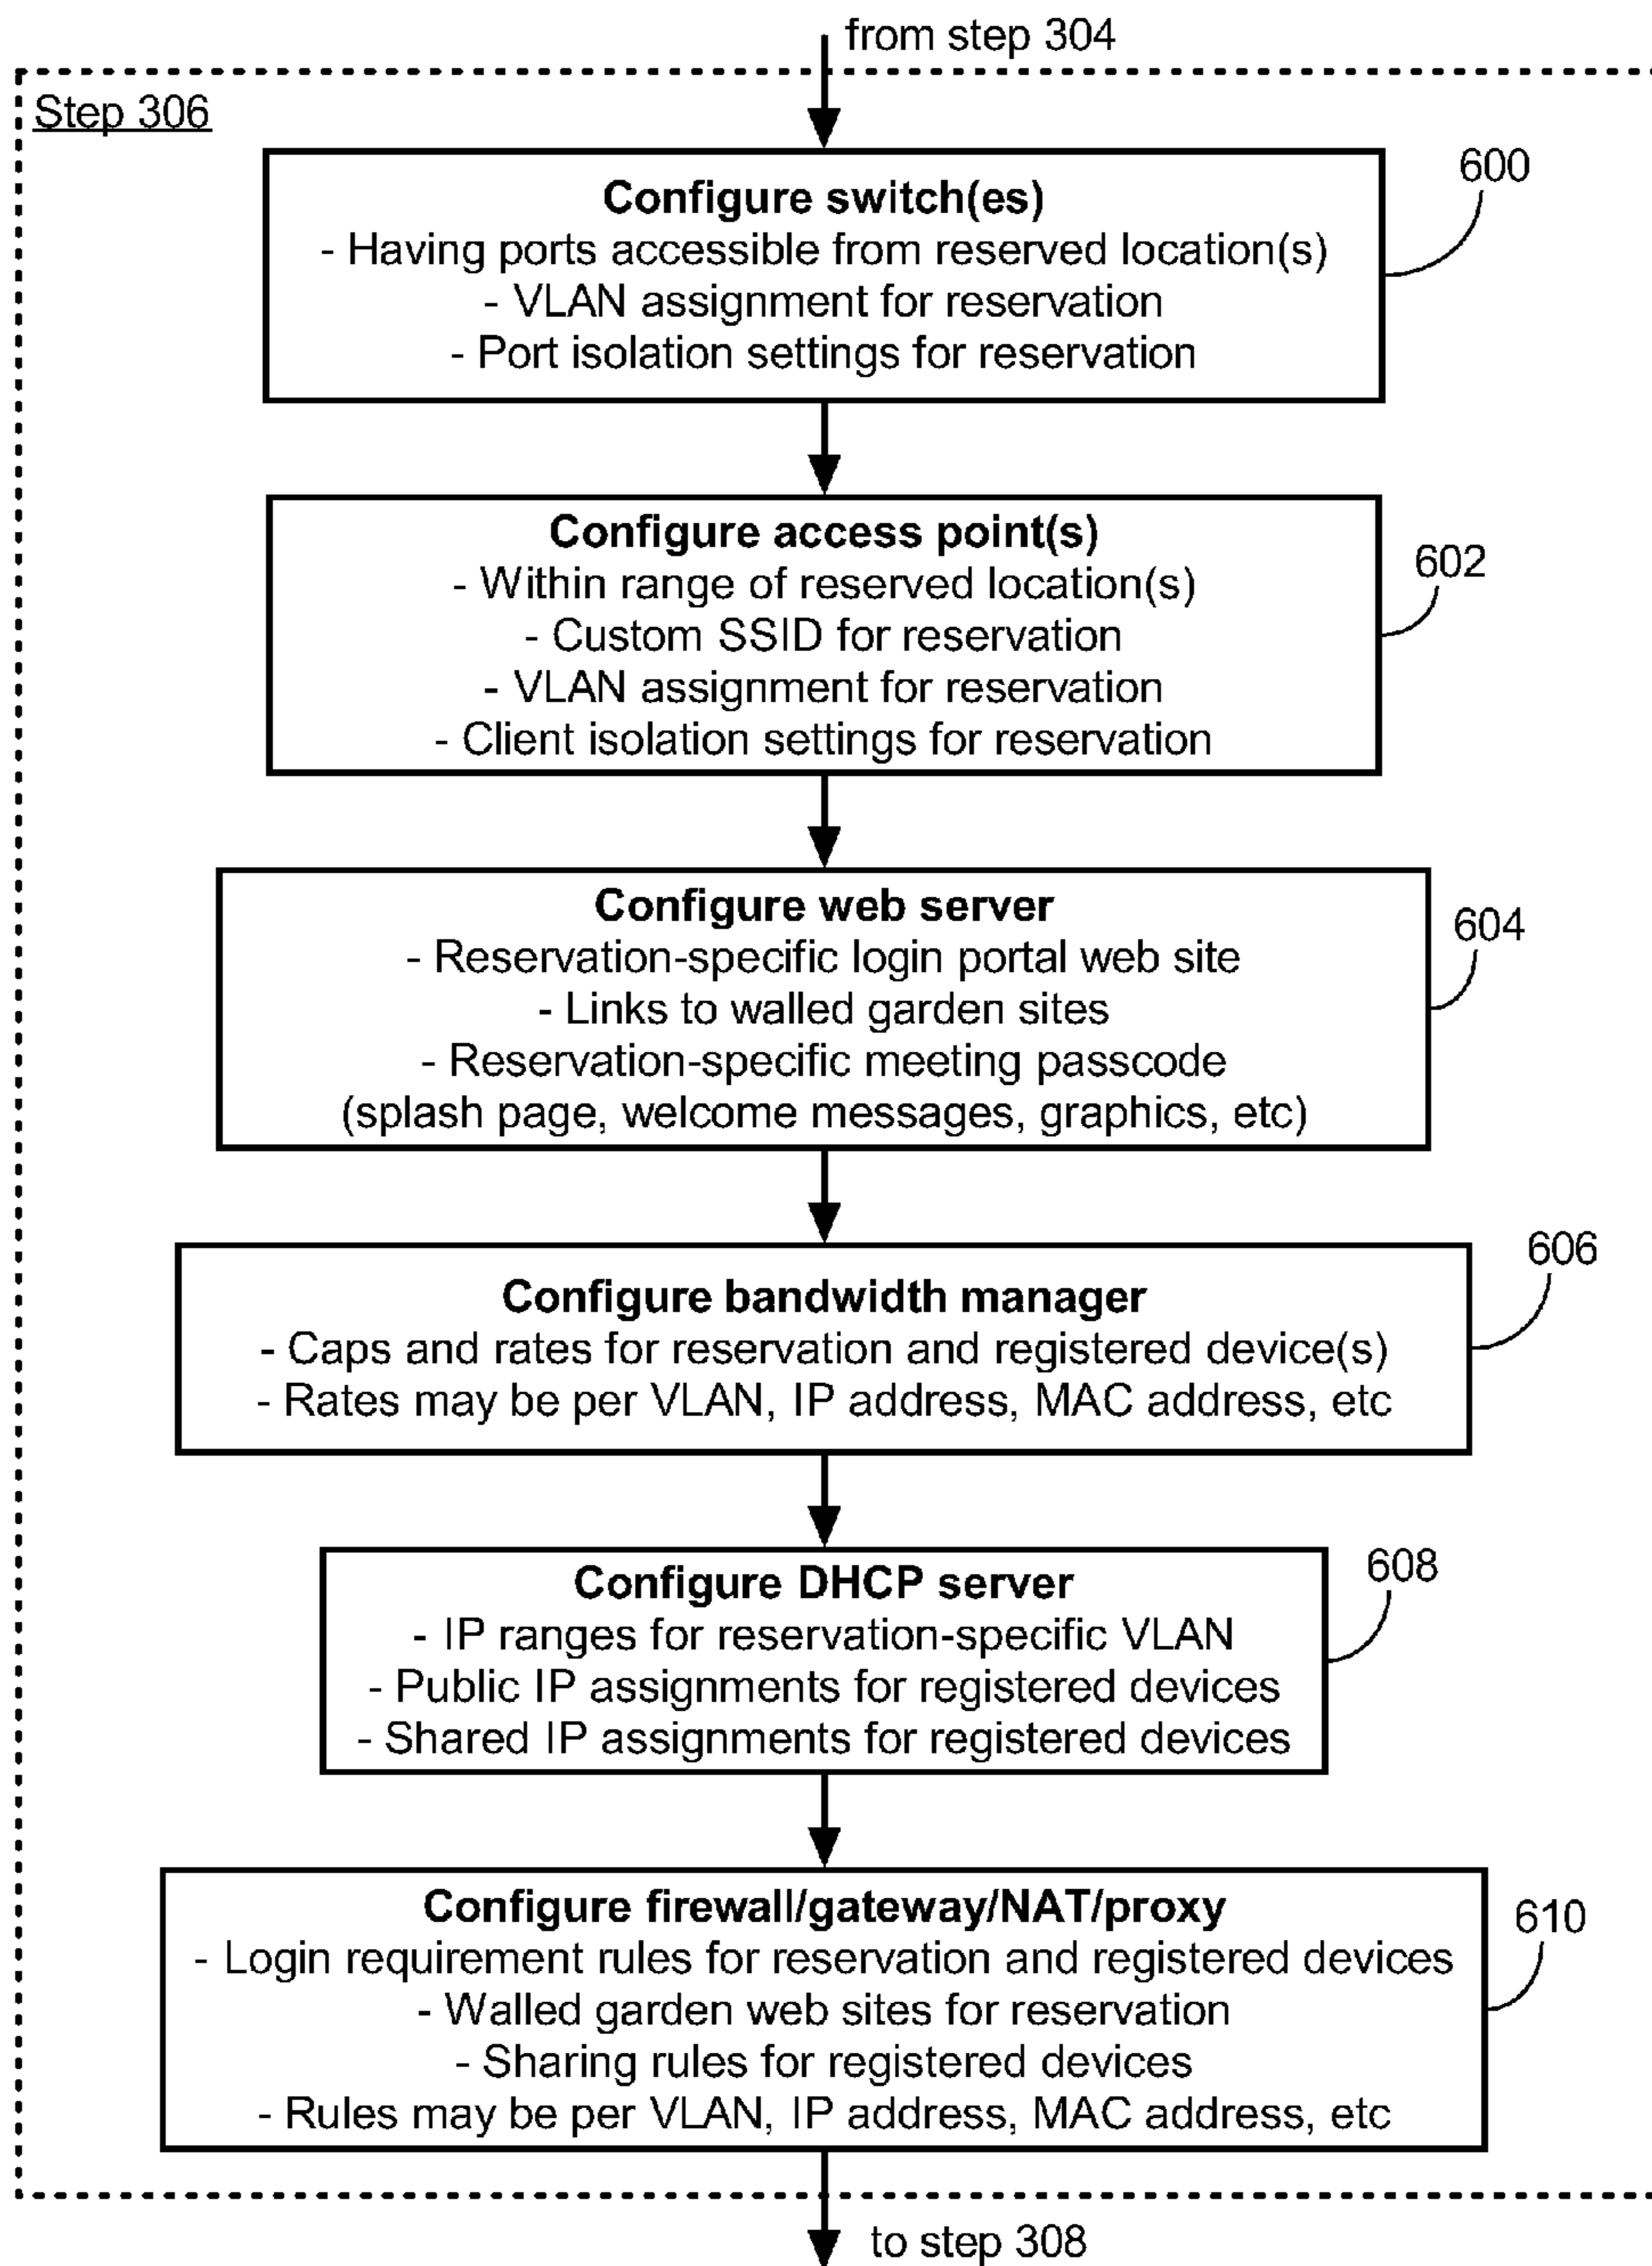 from step 304
Step 306
Configure switch(es)
- Having ports accessible from reserved location(s)
- VLAN assignment for reservation
- Port isolation settings for reservation
600
Configure access point(s)
- Within range of reserved location(s)
- Custom SSID for reservation
- VLAN assignment for reservation
- Client isolation settings for reservation
602
Configure web server
- Reservation-specific login portal web site
- Links to walled garden sites
- Reservation-specific meeting passcode
(splash page, welcome messages, graphics, etc)
604
Configure bandwidth manager
- Caps and rates for reservation and registered device(s)
- Rates may be per VLAN, IP address, MAC address, etc
606
Configure DHCP server
- IP ranges for reservation-specific VLAN
- Public IP assignments for registered devices
- Shared IP assignments for registered devices
608
Configure firewall/gateway/NAT/proxy
- Login requirement rules for reservation and registered devices
- Walled garden web sites for reservation
- Sharing rules for registered devices
- Rules may be per VLAN, IP address, MAC address, etc
610
to step 308